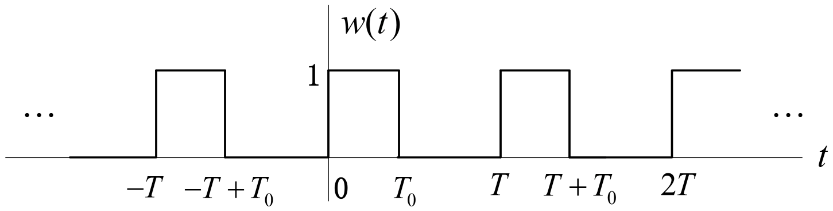 w(t)
1
... ...
−T −T + T₀ 0 T₀ T T + T₀ 2T t